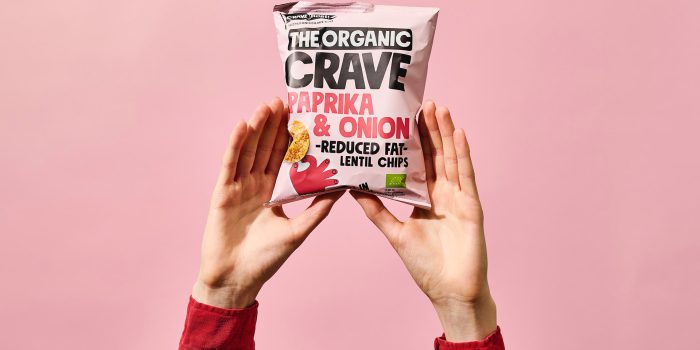 THE ORGANIC
CRAVE
PAPRIKA
& ONION
-REDUCED FAT-
LENTIL CHIPS